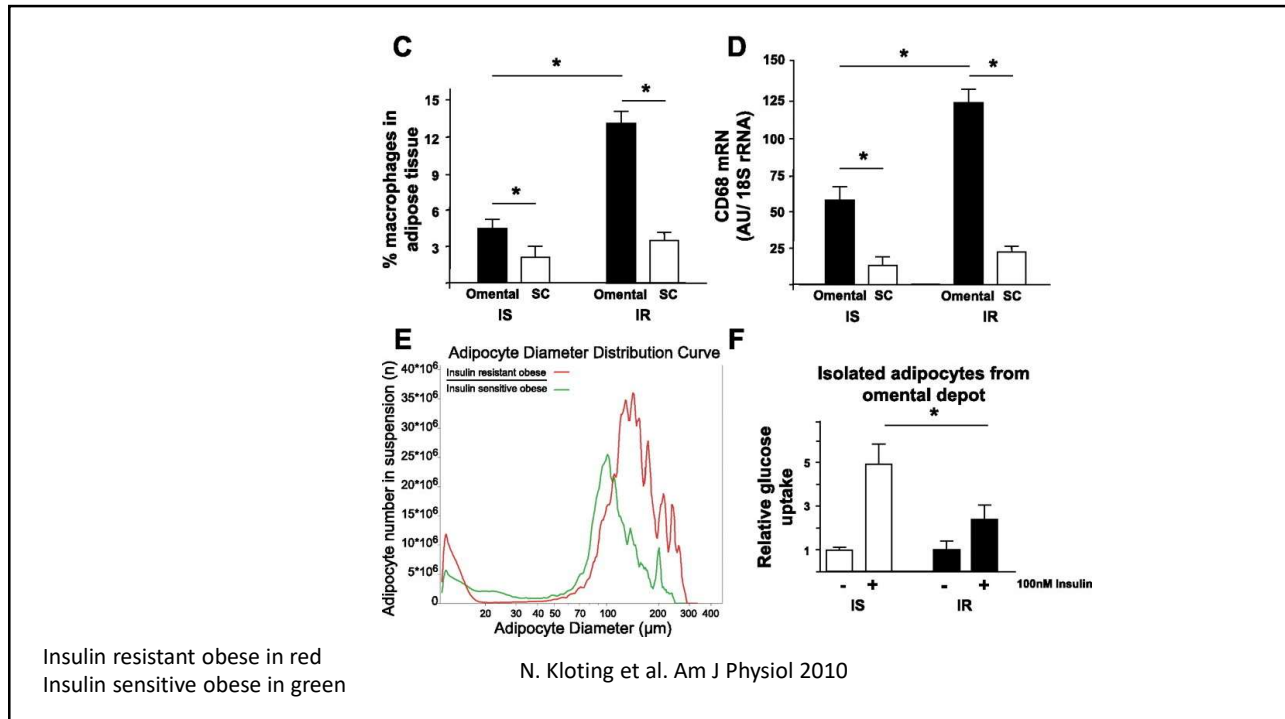 C
*
*
*
% macrophages in
adipose tissue
15
12
9
6
3
Omental SC
Omental SC
IS
IR
D
*
*
*
CD68 mRN
(AU/ 18S rRNA)
150
125
100
75
50
25
Omental SC
Omental SC
IS
IR
E
Adipocyte Diameter Distribution Curve
Insulin resistant obese
Insulin sensitive obese
Adipocyte number in suspension (n)
40*10⁶
35*10⁶
30*10⁶
25*10⁶
20*10⁶
15*10⁶
10*10⁶
5*10⁶
0
20 30 40 50 70 100 200 300 400
Adipocyte Diameter (µm)
F
Isolated adipocytes from
omental depot
*
Relative glucose
uptake
5
3
1
- + - + 100nM Insulin
IS IR
Insulin resistant obese in red
Insulin sensitive obese in green
N. Kloting et al. Am J Physiol 2010